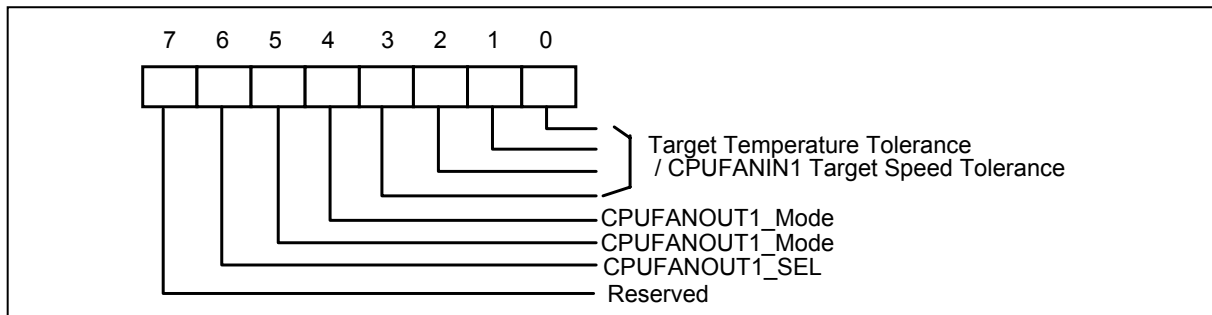 7 6 5 4 3 2 1 0
Target Temperature Tolerance
/ CPUFANIN1 Target Speed Tolerance
CPUFANOUT1_Mode
CPUFANOUT1_Mode
CPUFANOUT1_SEL
Reserved